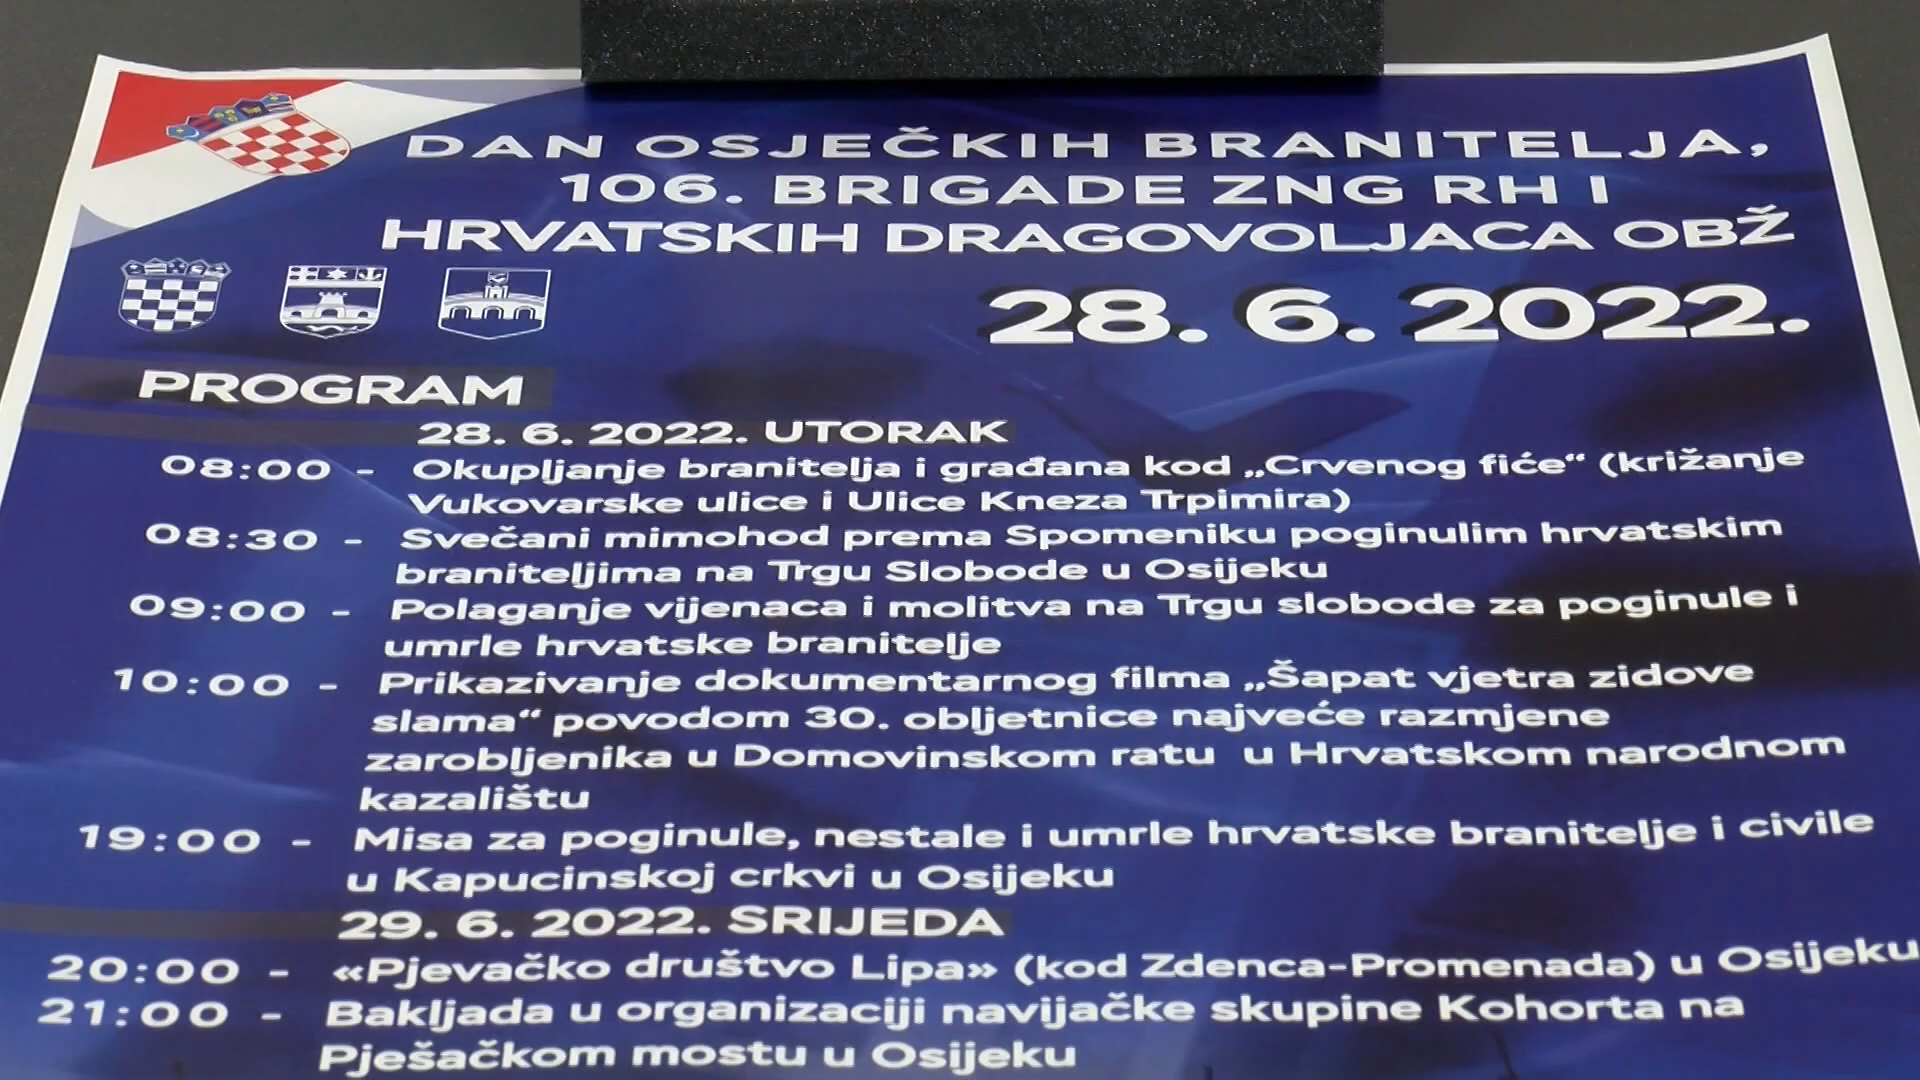 DAN OSJEČKIH BRANITELJA,
106. BRIGADE ZNG RH I
HRVATSKIH DRAGOVOLJACA OBŽ
28. 6. 2022.
PROGRAM
28. 6. 2022. UTORAK
08:00 - Okupljanje branitelja i građana kod „Crvenog fiće“ (križanje
Vukovarske ulice i Ulice Kneza Trpimira)
08:30 - Svečani mimohod prema Spomeniku poginulim hrvatskim
braniteljima na Trgu Slobode u Osijeku
09:00 - Polaganje vijenaca i molitva na Trgu slobode za poginule i
umrle hrvatske branitelje
10:00 - Prikazivanje dokumentarnog filma „Šapat vjetra zidove
slama“ povodom 30. obljetnice najveće razmjene
zarobljenika u Domovinskom ratu u Hrvatskom narodnom
kazalištu
19:00 - Misa za poginule, nestale i umrle hrvatske branitelje i civile
u Kapucinskoj crkvi u Osijeku
29. 6. 2022. SRIJEDA
20:00 - «Pjevačko društvo Lipa» (kod Zdenca-Promenada) u Osijeku
21:00 - Bakljada u organizaciji navijačke skupine Kohorta na
Pješačkom mostu u Osijeku